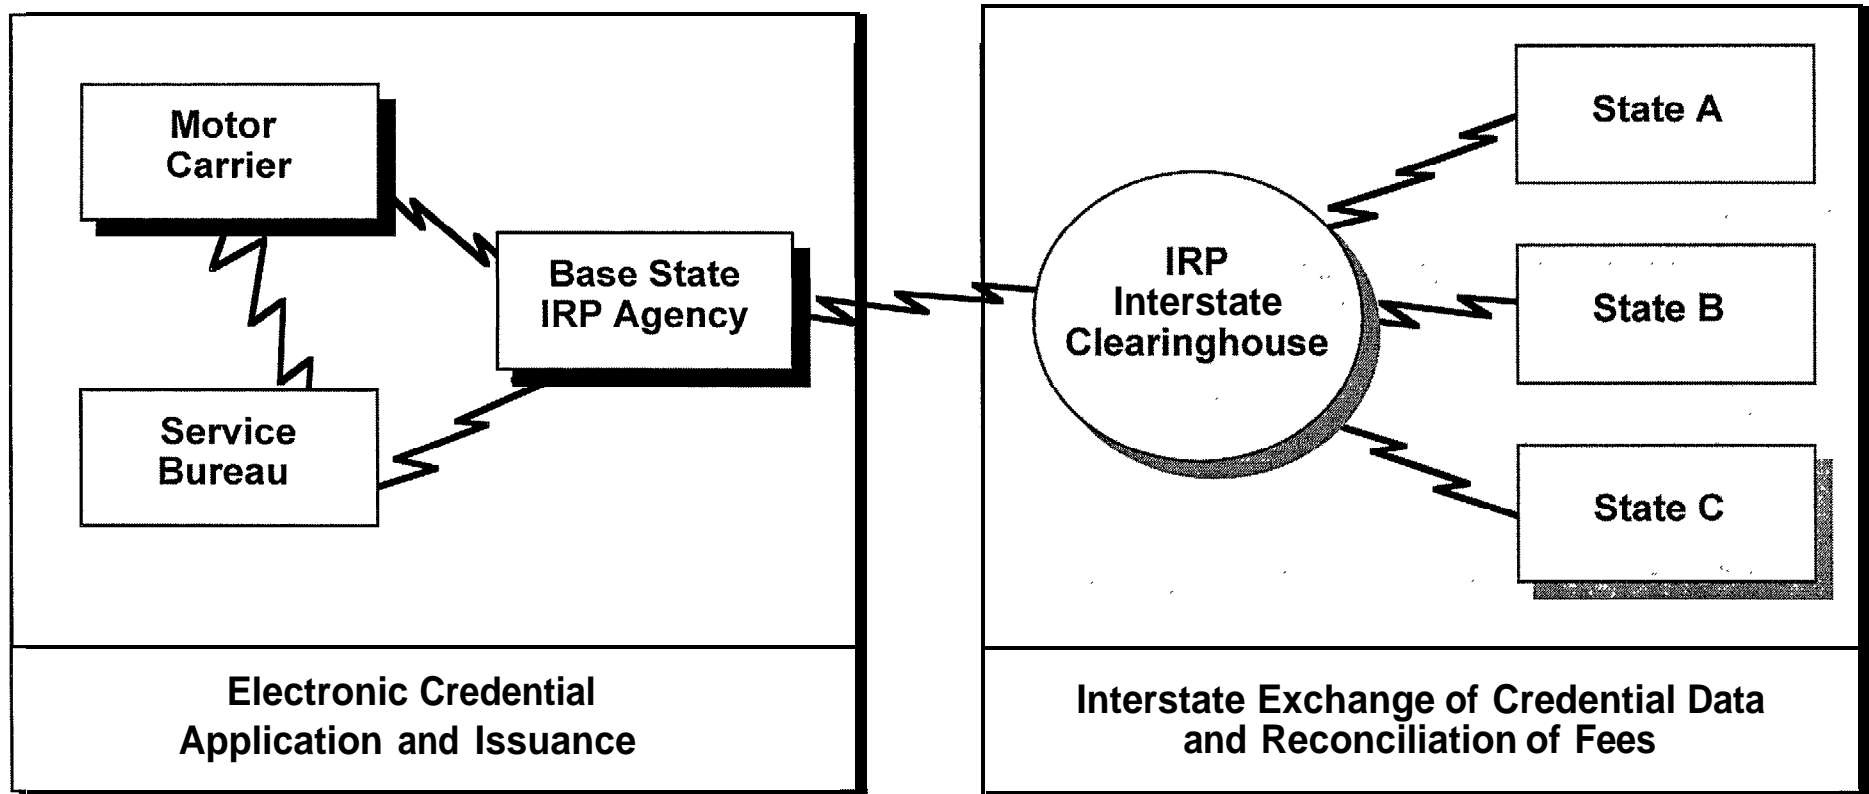 Motor
Carrier
Base State
IRP Agency
Service
Bureau
Electronic Credential
Application and Issuance
IRP
Interstate
Clearinghouse
State A
State B
State C
Interstate Exchange of Credential Data
and Reconciliation of Fees